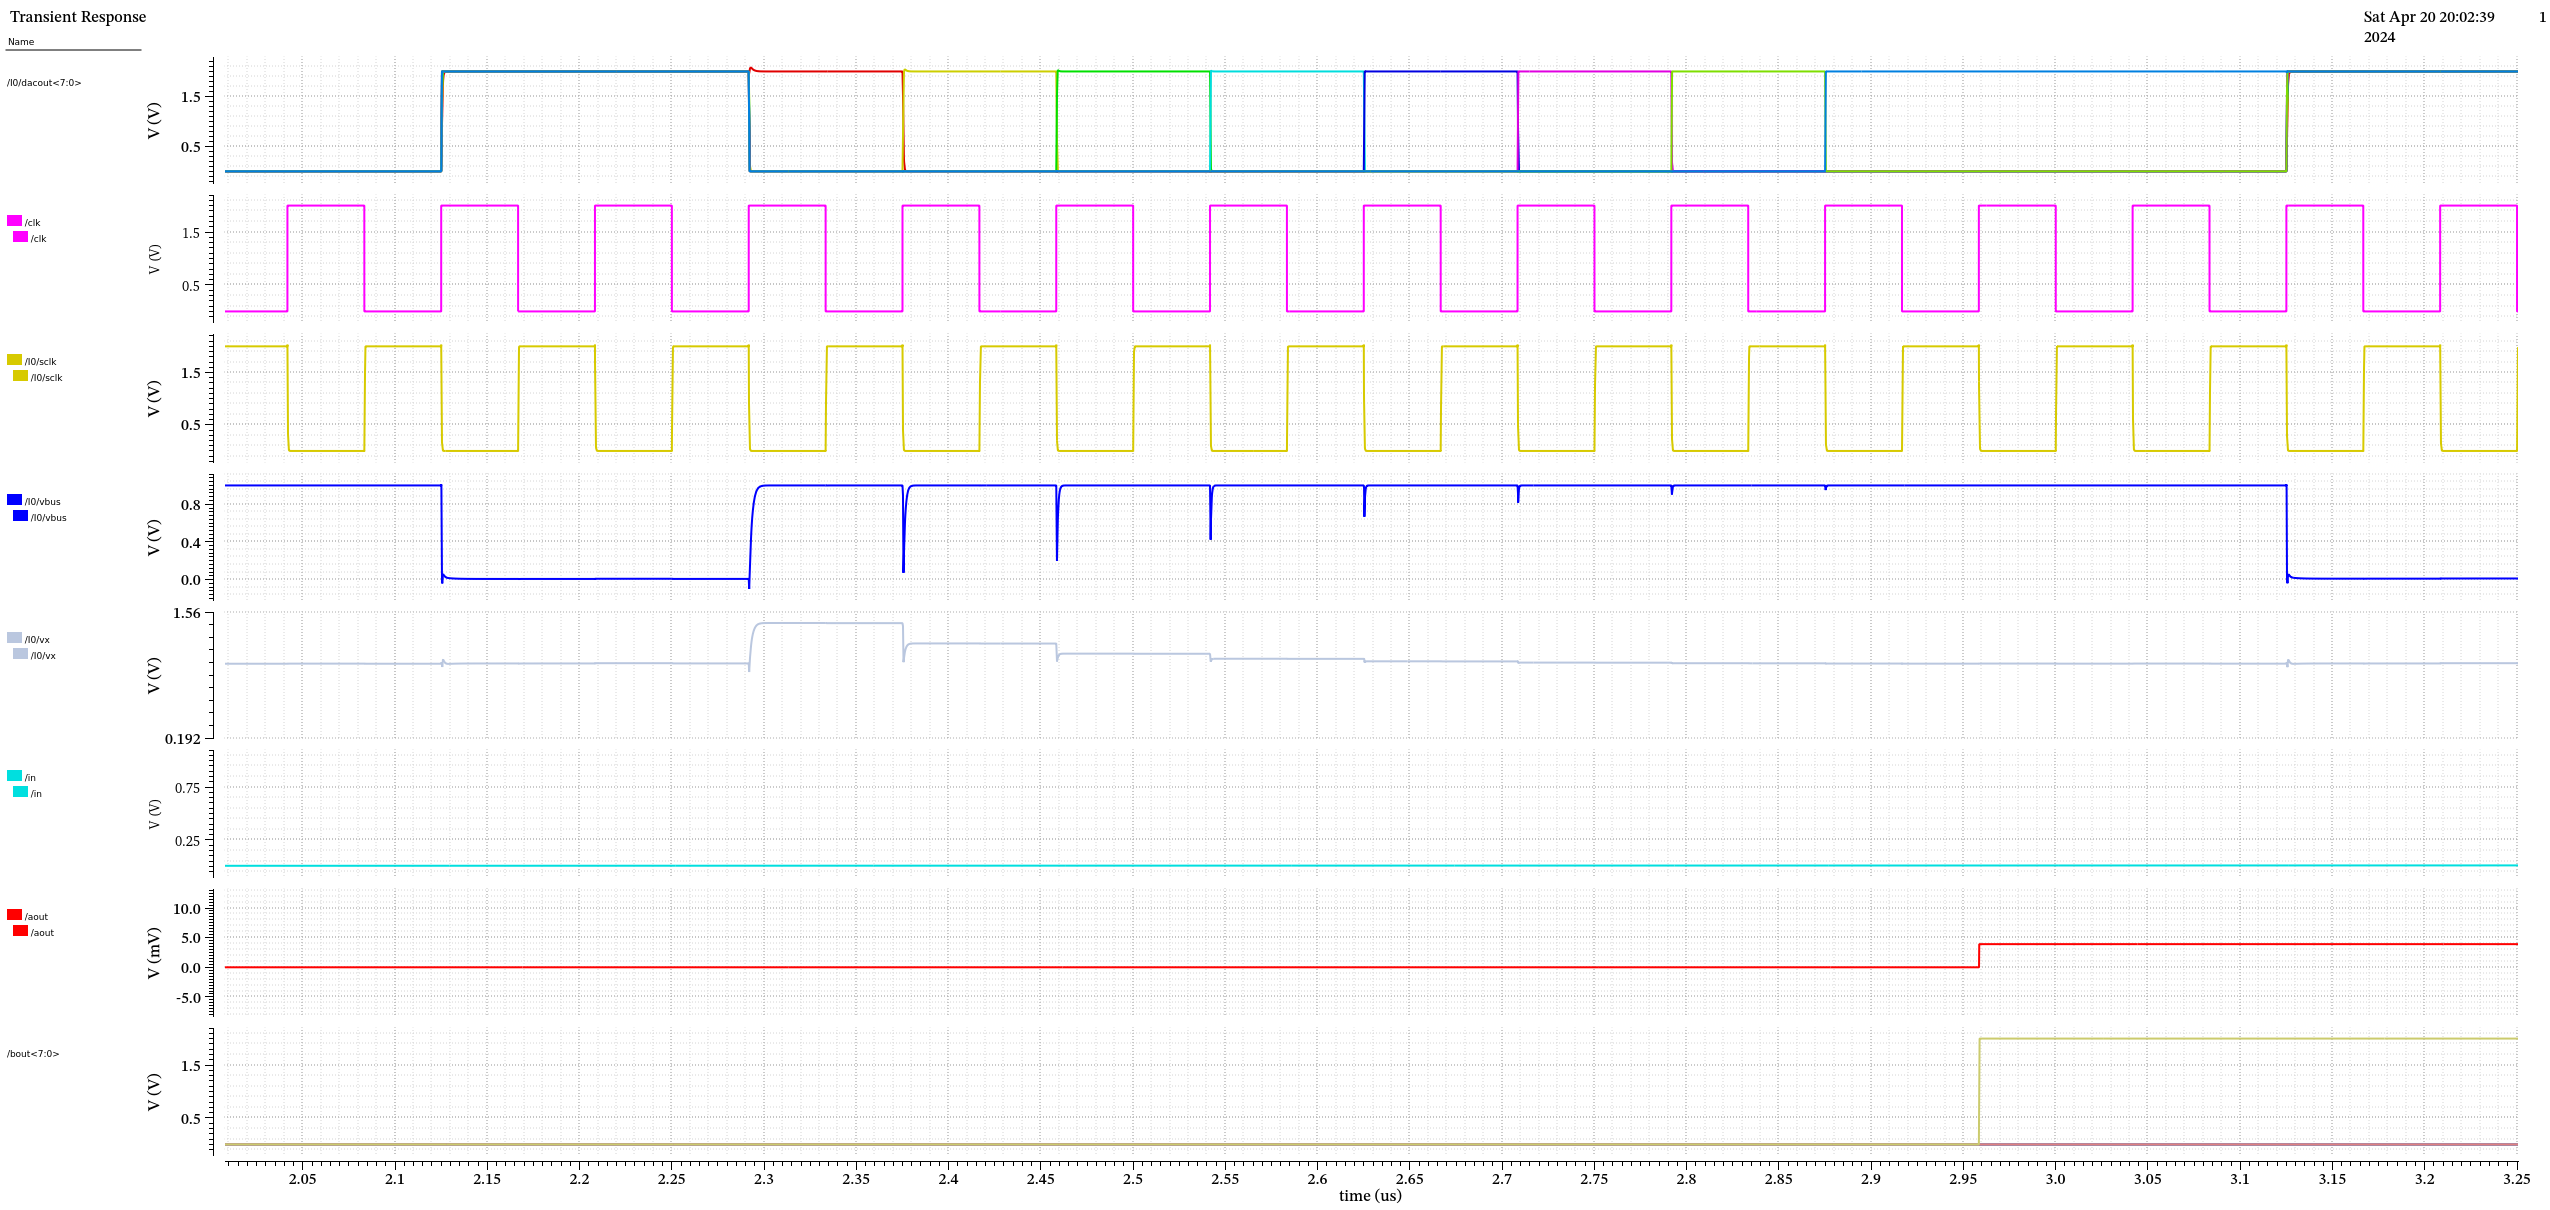 Transient Response
Sat Apr 20 20:02:39 1
2024
Name
/I0/dacout<7:0>
V (V)
1.5
0.5
/clk
/clk
V (V)
1.5
0.5
/I0/sclk
/I0/sclk
V (V)
1.5
0.5
/I0/vbus
/I0/vbus
V (V)
0.8
0.4
0.0
/I0/vx
/I0/vx
V (V)
1.56
0.192
/in
/in
V (V)
0.75
0.25
/aout
/aout
V (mV)
10.0
5.0
0.0
-5.0
/bout<7:0>
V (V)
1.5
0.5
2.05 2.1 2.15 2.2 2.25 2.3 2.35 2.4 2.45 2.5 2.55 2.6 2.65 2.7 2.75 2.8 2.85 2.9 2.95 3.0 3.05 3.1 3.15 3.2 3.25
time (us)